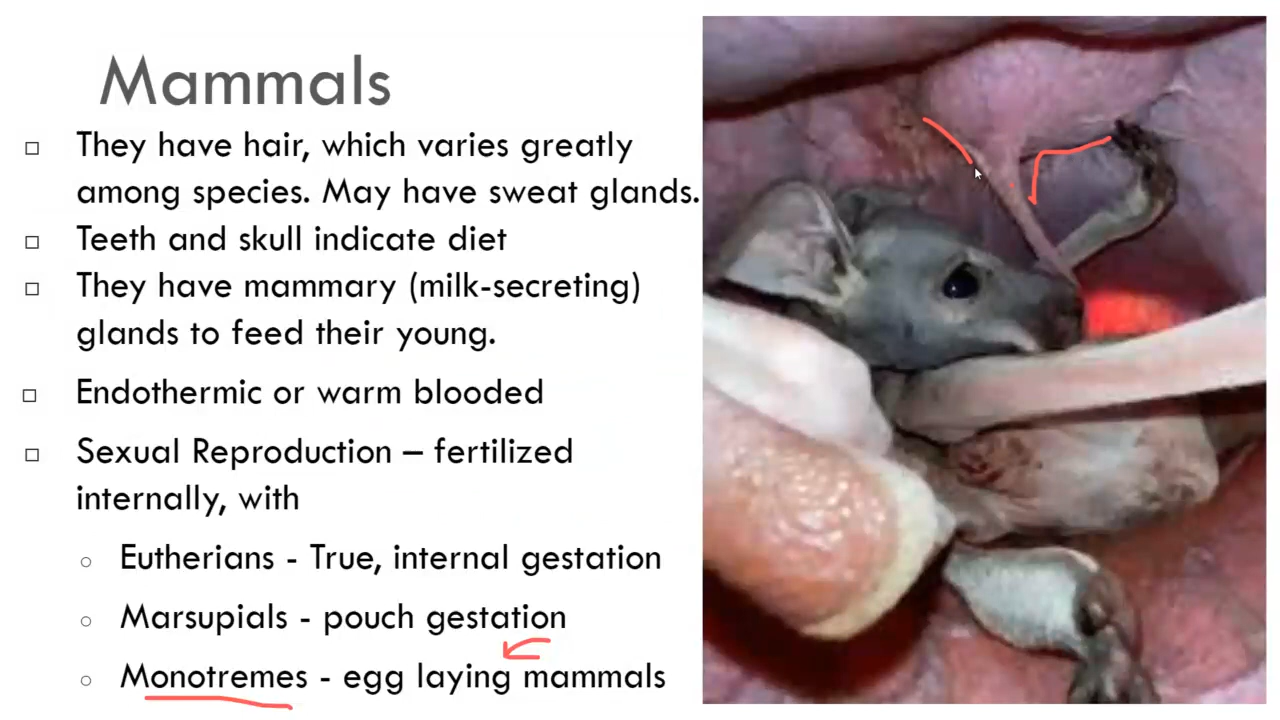 Mammals
They have hair, which varies greatly
among species. May have sweat glands.
Teeth and skull indicate diet
They have mammary (milk-secreting)
glands to feed their young.
Endothermic or warm blooded
Sexual Reproduction – fertilized
internally, with
Eutherians - True, internal gestation
Marsupials - pouch gestation
Monotremes - egg laying mammals